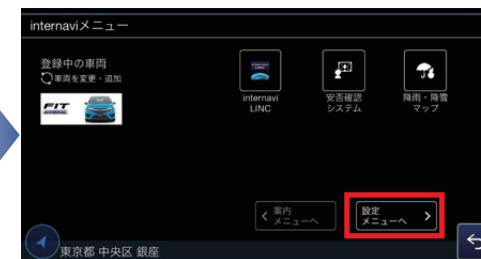 internaviメニュー
登録中の車両
車両を変更・追加
FIT
internavi
LINC
安否確認
システム
降雨・降雪
マップ
案内
メニューへ
設定
メニューへ
東京都 中央区 銀座